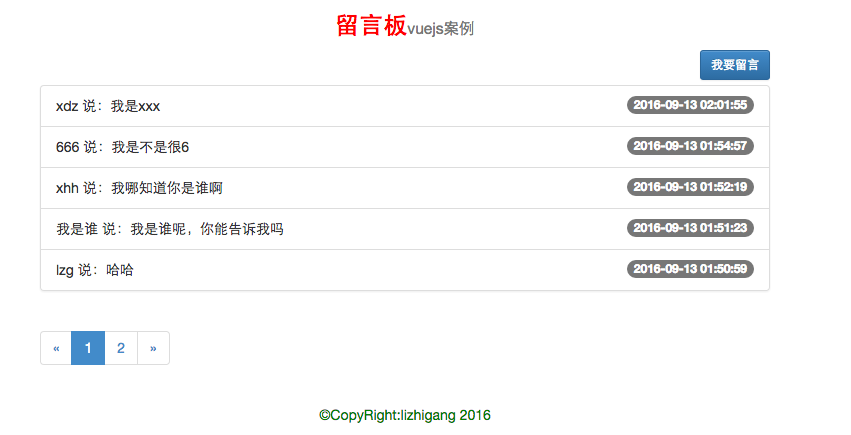 留言板vuejs案例
我要留言
xdz 说：我是xxx 2016-09-13 02:01:55
666 说：我是不是很6 2016-09-13 01:54:57
xhh 说：我哪知道你是谁啊 2016-09-13 01:52:19
我是谁 说：我是谁呢，你能告诉我吗 2016-09-13 01:51:23
lzg 说：哈哈 2016-09-13 01:50:59
« 1 2 »
©CopyRight:lizhigang 2016